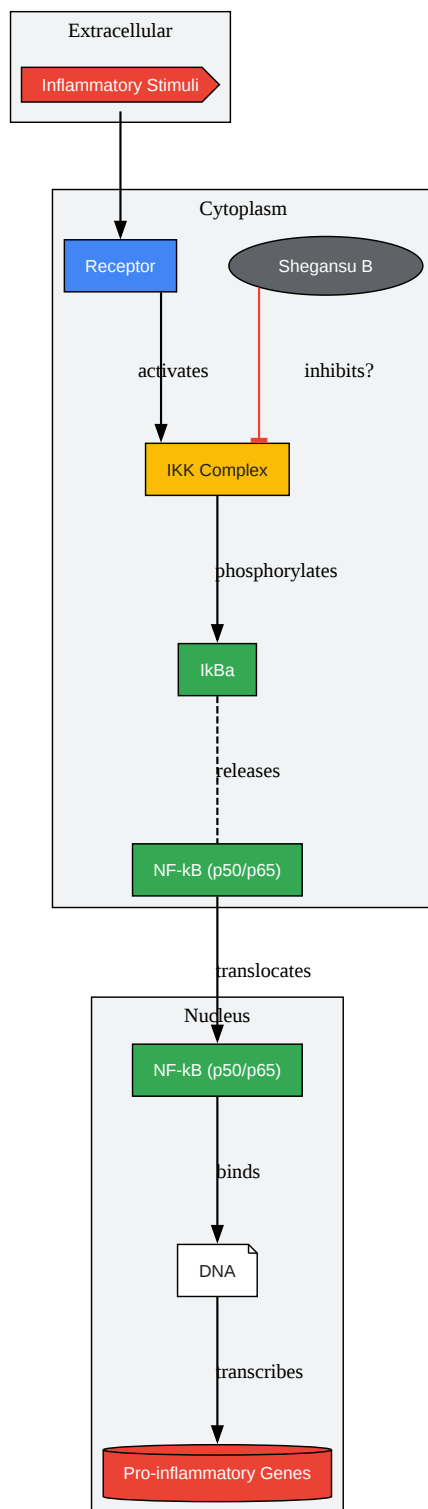 Extracellular
Inflammatory Stimuli
Cytoplasm
Receptor
Shegansu B
activates
inhibits?
IKK Complex
phosphorylates
IkBa
releases
NF-kB (p50/p65)
translocates
Nucleus
NF-kB (p50/p65)
binds
DNA
transcribes
Pro-inflammatory Genes